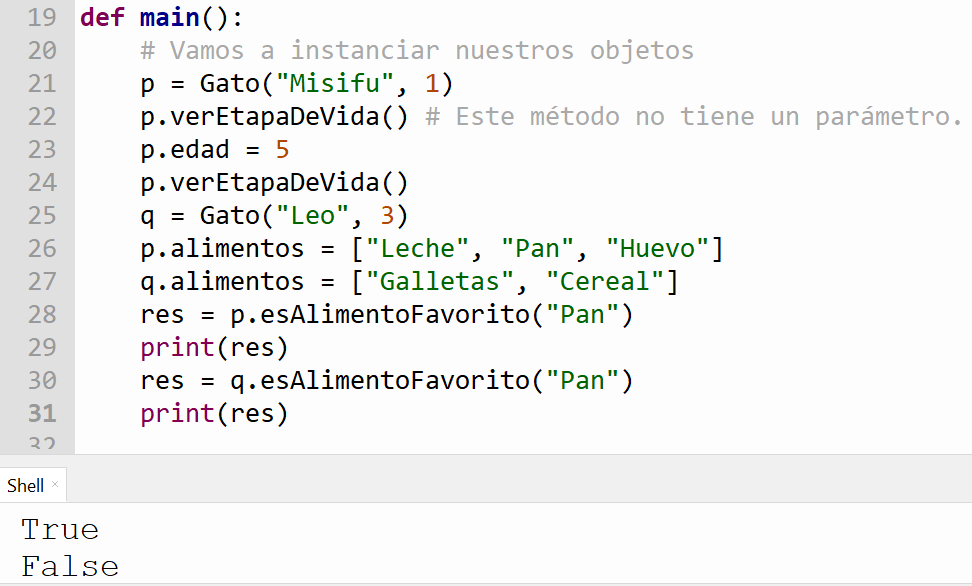 19 def main():
20     # Vamos a instanciar nuestros objetos
21     p = Gato("Misifu", 1)
22     p.verEtapaDeVida() # Este método no tiene un parámetro.
23     p.edad = 5
24     p.verEtapaDeVida()
25     q = Gato("Leo", 3)
26     p.alimentos = ["Leche", "Pan", "Huevo"]
27     q.alimentos = ["Galletas", "Cereal"]
28     res = p.esAlimentoFavorito("Pan")
29     print(res)
30     res = q.esAlimentoFavorito("Pan")
31     print(res)
32
Shell ×
True
False